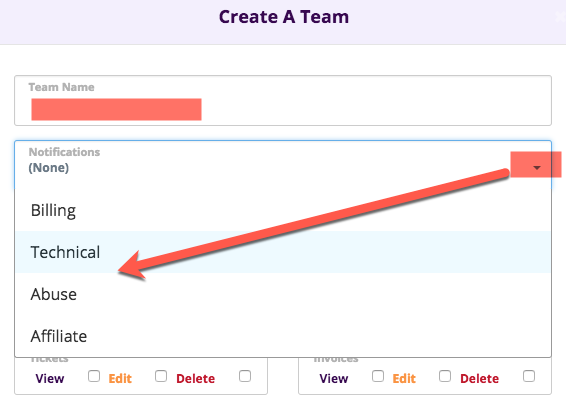 Create A Team
Team Name
Notifications
(None)
Billing
Technical
Abuse
Affiliate
Tickets Invoices
View Edit Delete View Edit Delete